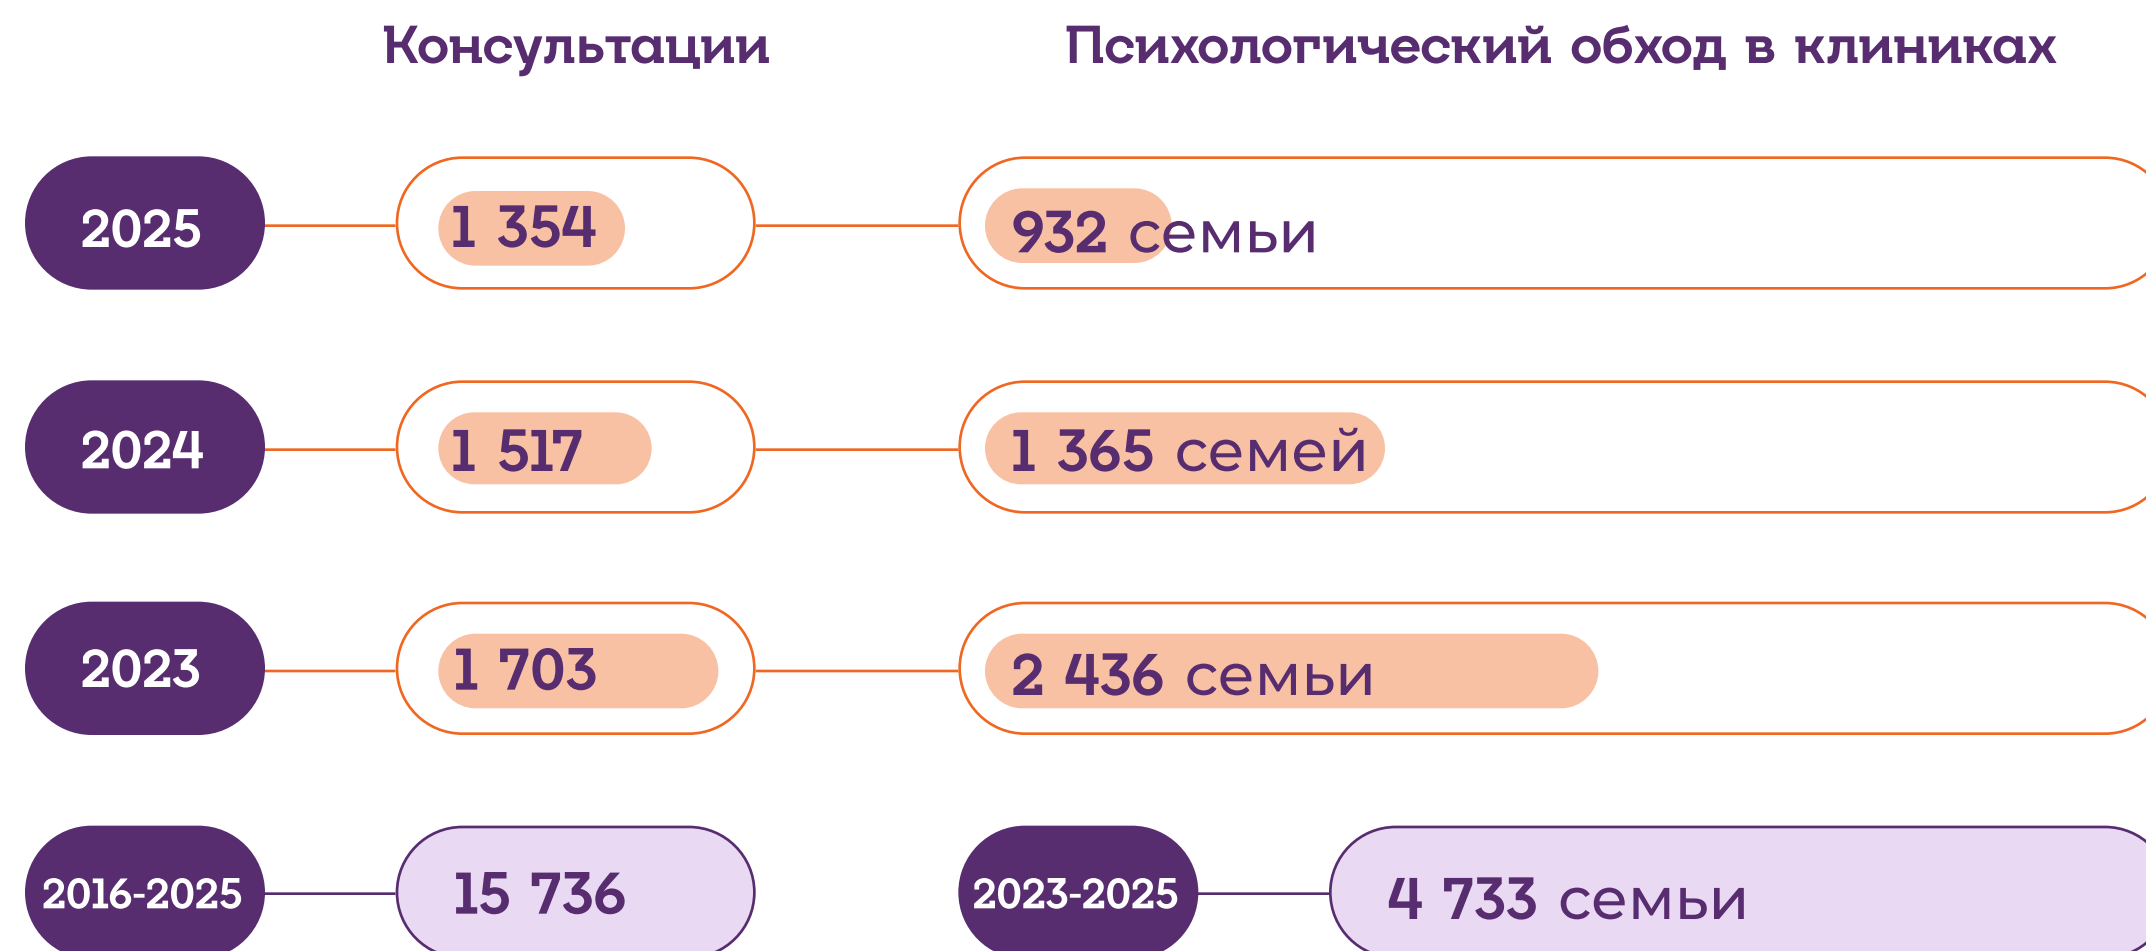 Консультации Психологический обход в клиниках
2025 1 354 932 семьи
2024 1 517 1 365 семей
2023 1 703 2 436 семьи
2016-2025 15 736 2023-2025 4 733 семьи